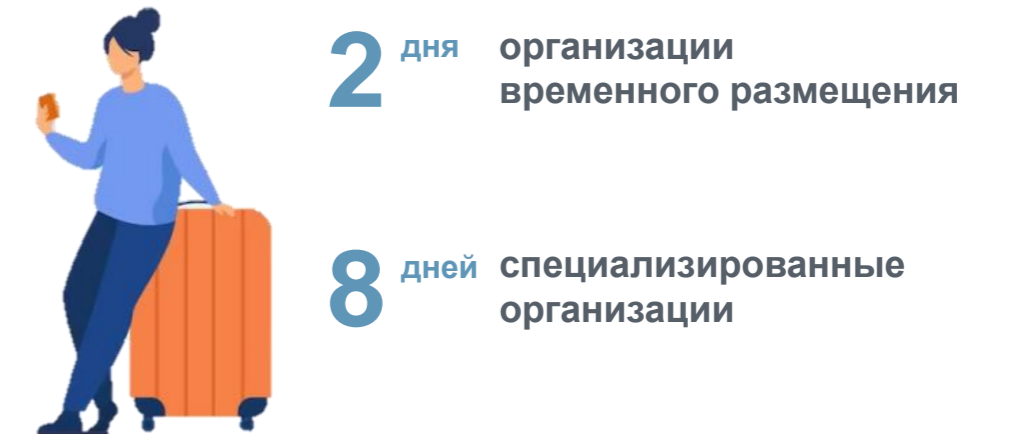 2 дня организации
временного размещения
8 дней специализированные
организации